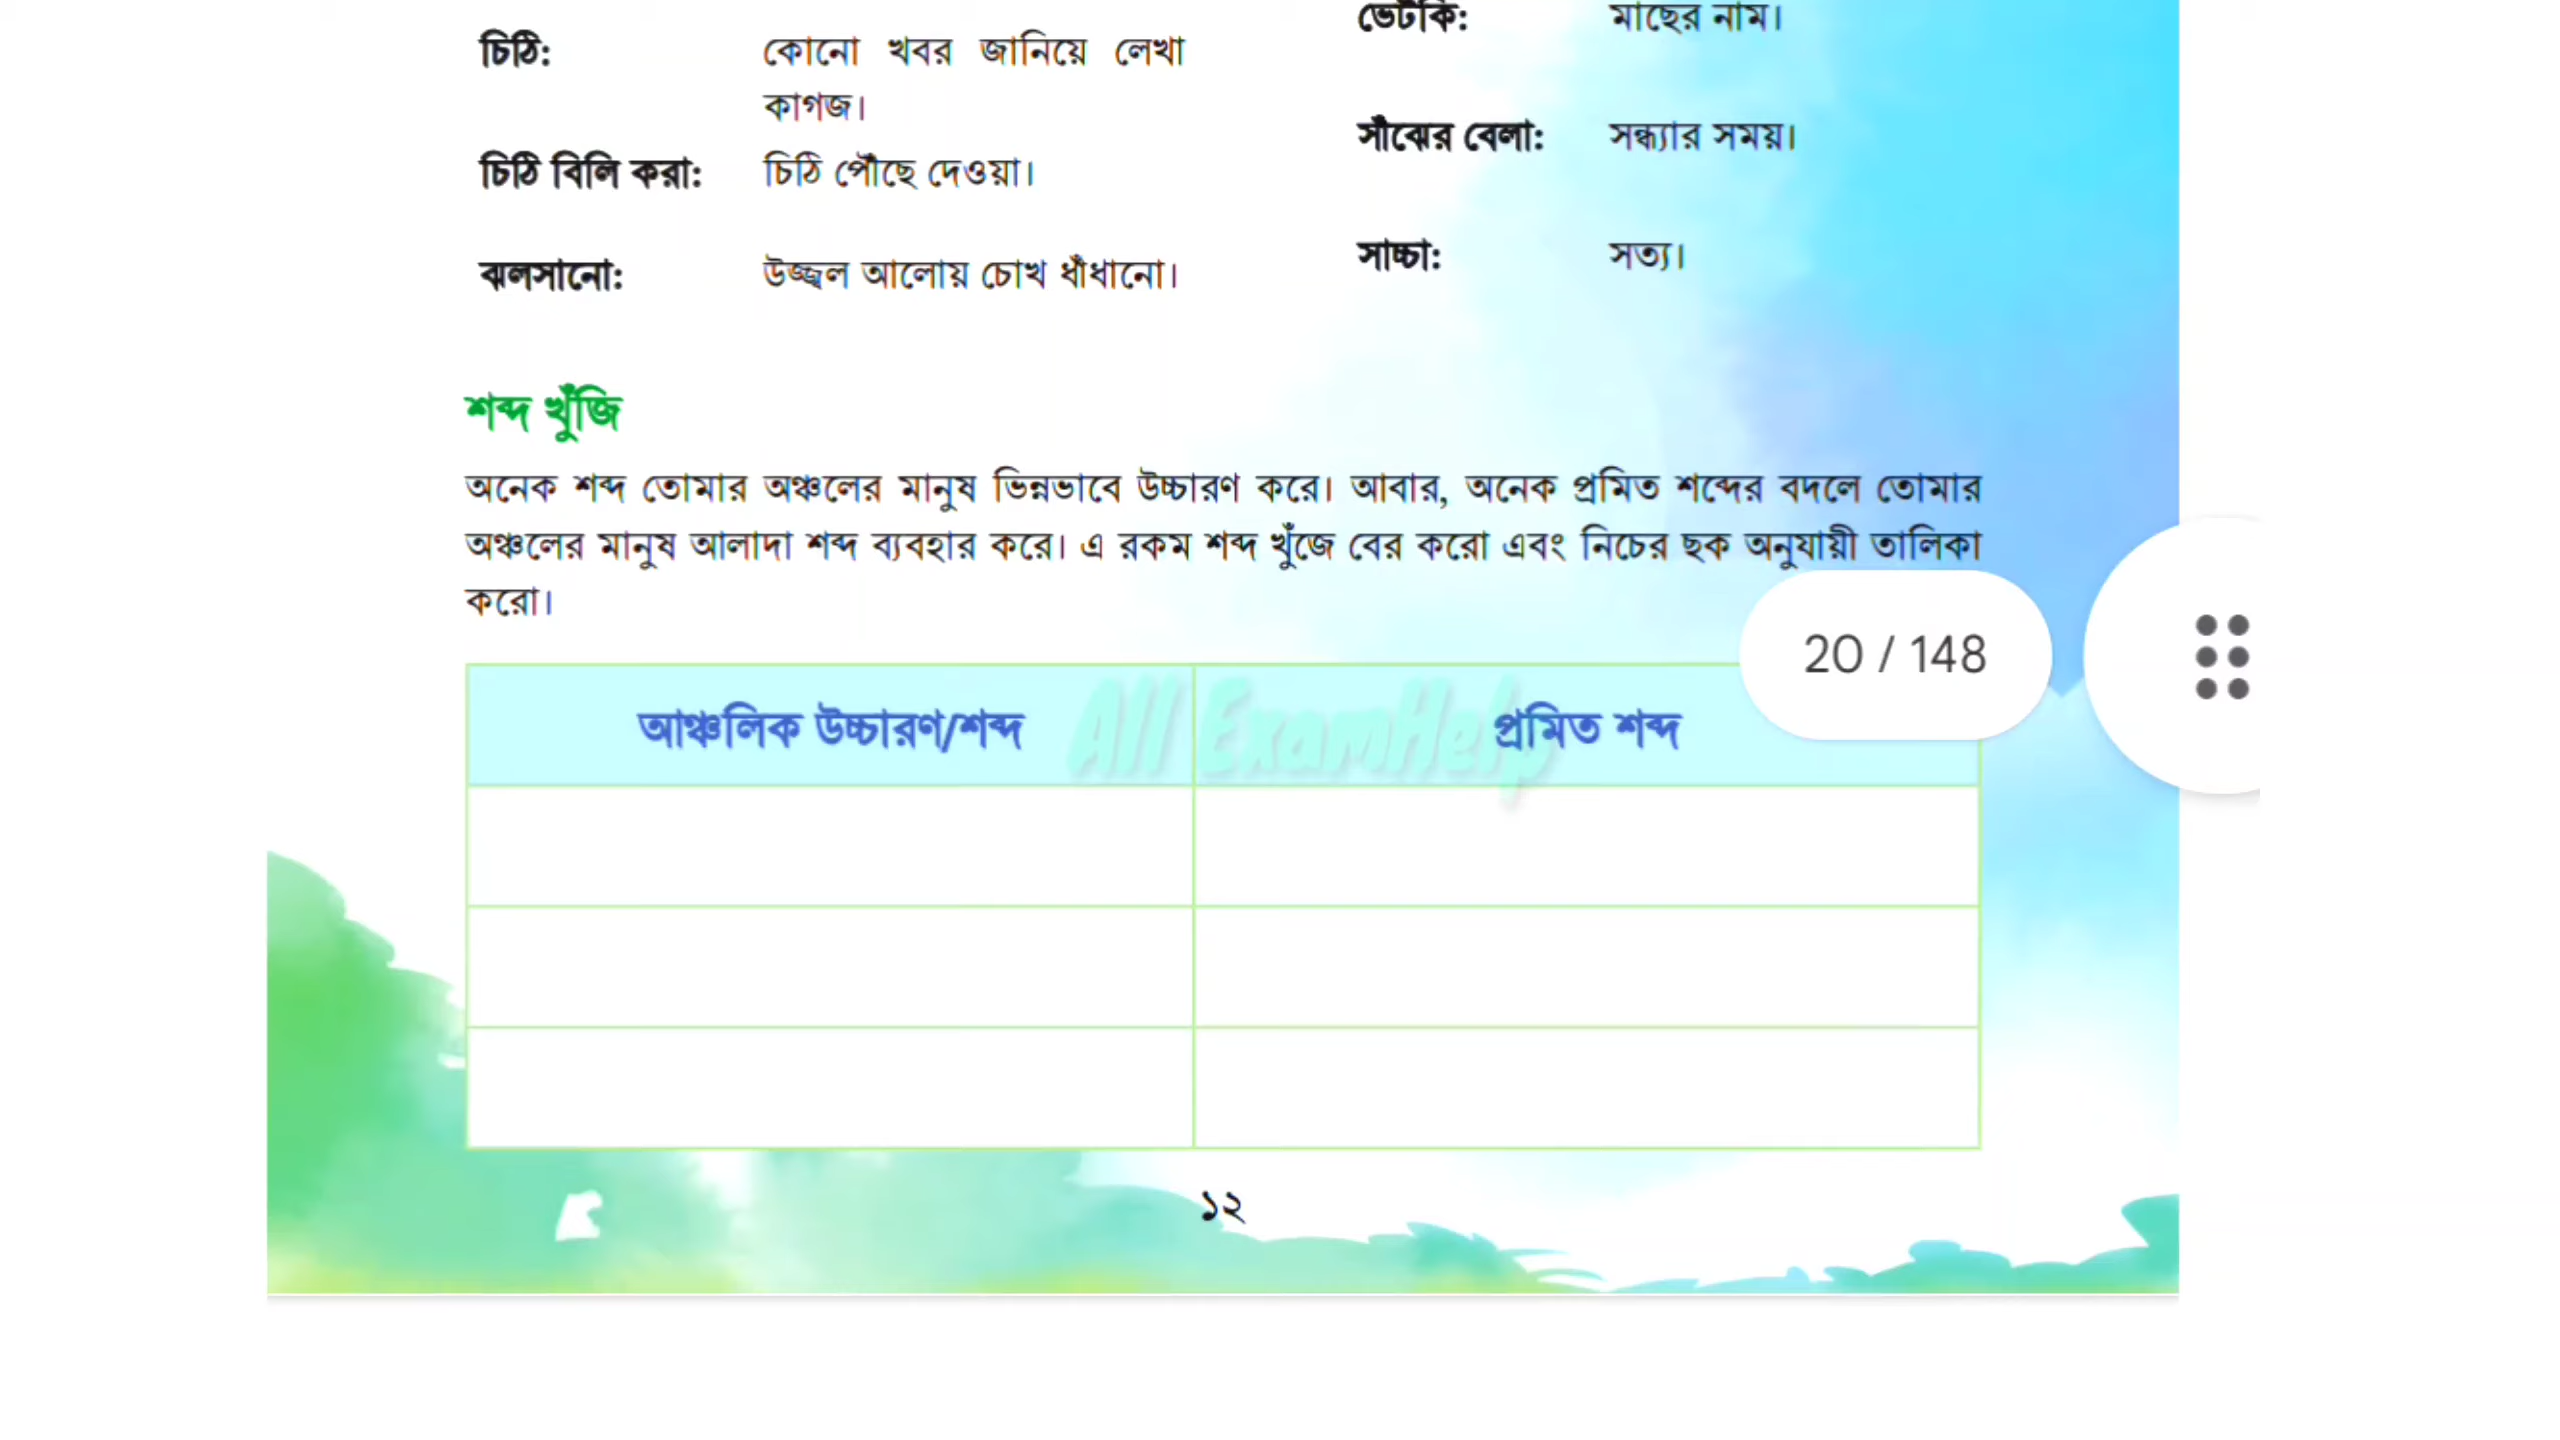 চিঠি: কোনো খবর জানিয়ে লেখা
কাগজ।
চিঠি বিলি করা: চিঠি পৌঁছে দেওয়া।
ঝলসানো: উজ্জ্বল আলোয় চোখ ধাঁধানো।
ভেটকি: মাছের নাম।
সাঁঝের বেলা: সন্ধ্যার সময়।
সাচ্চা: সত্য।
শব্দ খুঁজি
অনেক শব্দ তোমার অঞ্চলের মানুষ ভিন্নভাবে উচ্চারণ করে। আবার, অনেক প্রমিত শব্দের বদলে তোমার
অঞ্চলের মানুষ আলাদা শব্দ ব্যবহার করে। এ রকম শব্দ খুঁজে বের করো এবং নিচের ছক অনুযায়ী তালিকা
করো।
20 / 148
আঞ্চলিক উচ্চারণ/শব্দ প্রমিত শব্দ
All ExamHelp
১২